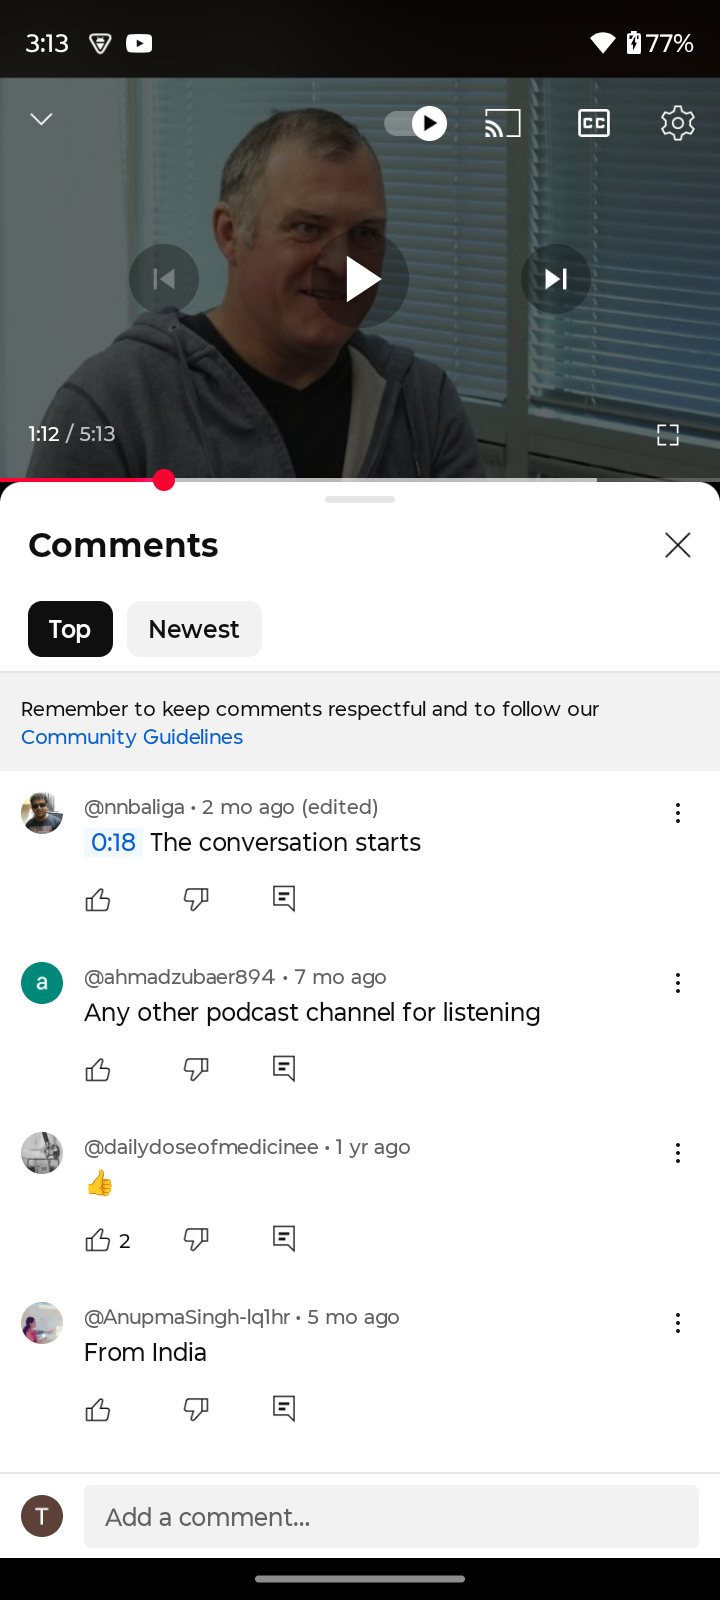 3:13
77%
CC
1:12 / 5:13
Comments
Top
Newest
Remember to keep comments respectful and to follow our
Community Guidelines
@nnbaliga • 2 mo ago (edited)
0:18 The conversation starts
a
@ahmadzubaer894 • 7 mo ago
Any other podcast channel for listening
@dailydoseofmedicinee • 1 yr ago
👍
2
@AnupmaSingh-lq1hr • 5 mo ago
From India
T
Add a comment...